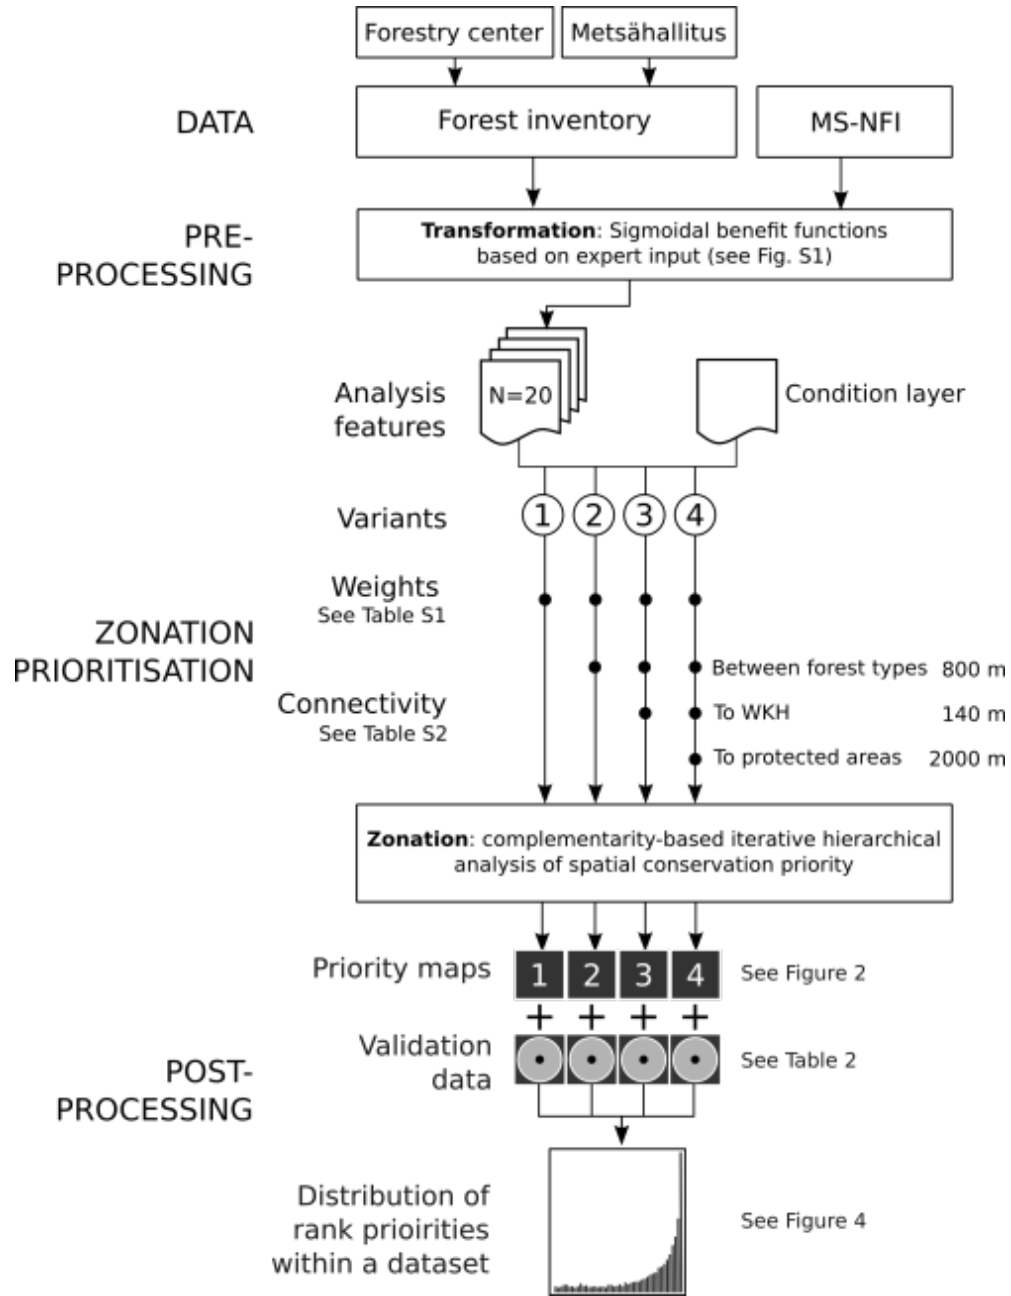 Forestry center
Metsähallitus
DATA
Forest inventory
MS-NFI
PRE-
PROCESSING
Transformation: Sigmoidal benefit functions
based on expert input (see Fig. S1)
Analysis
features
N=20
Condition layer
Variants
1
2
3
4
Weights
See Table S1
ZONATION
PRIORITISATION
Connectivity
See Table S2
Between forest types 800 m
To WKH 140 m
To protected areas 2000 m
Zonation: complementarity-based iterative hierarchical
analysis of spatial conservation priority
Priority maps
1
2
3
4
See Figure 2
+ + + +
Validation
data
See Table 2
POST-
PROCESSING
Distribution of
rank prioirities
within a dataset
See Figure 4